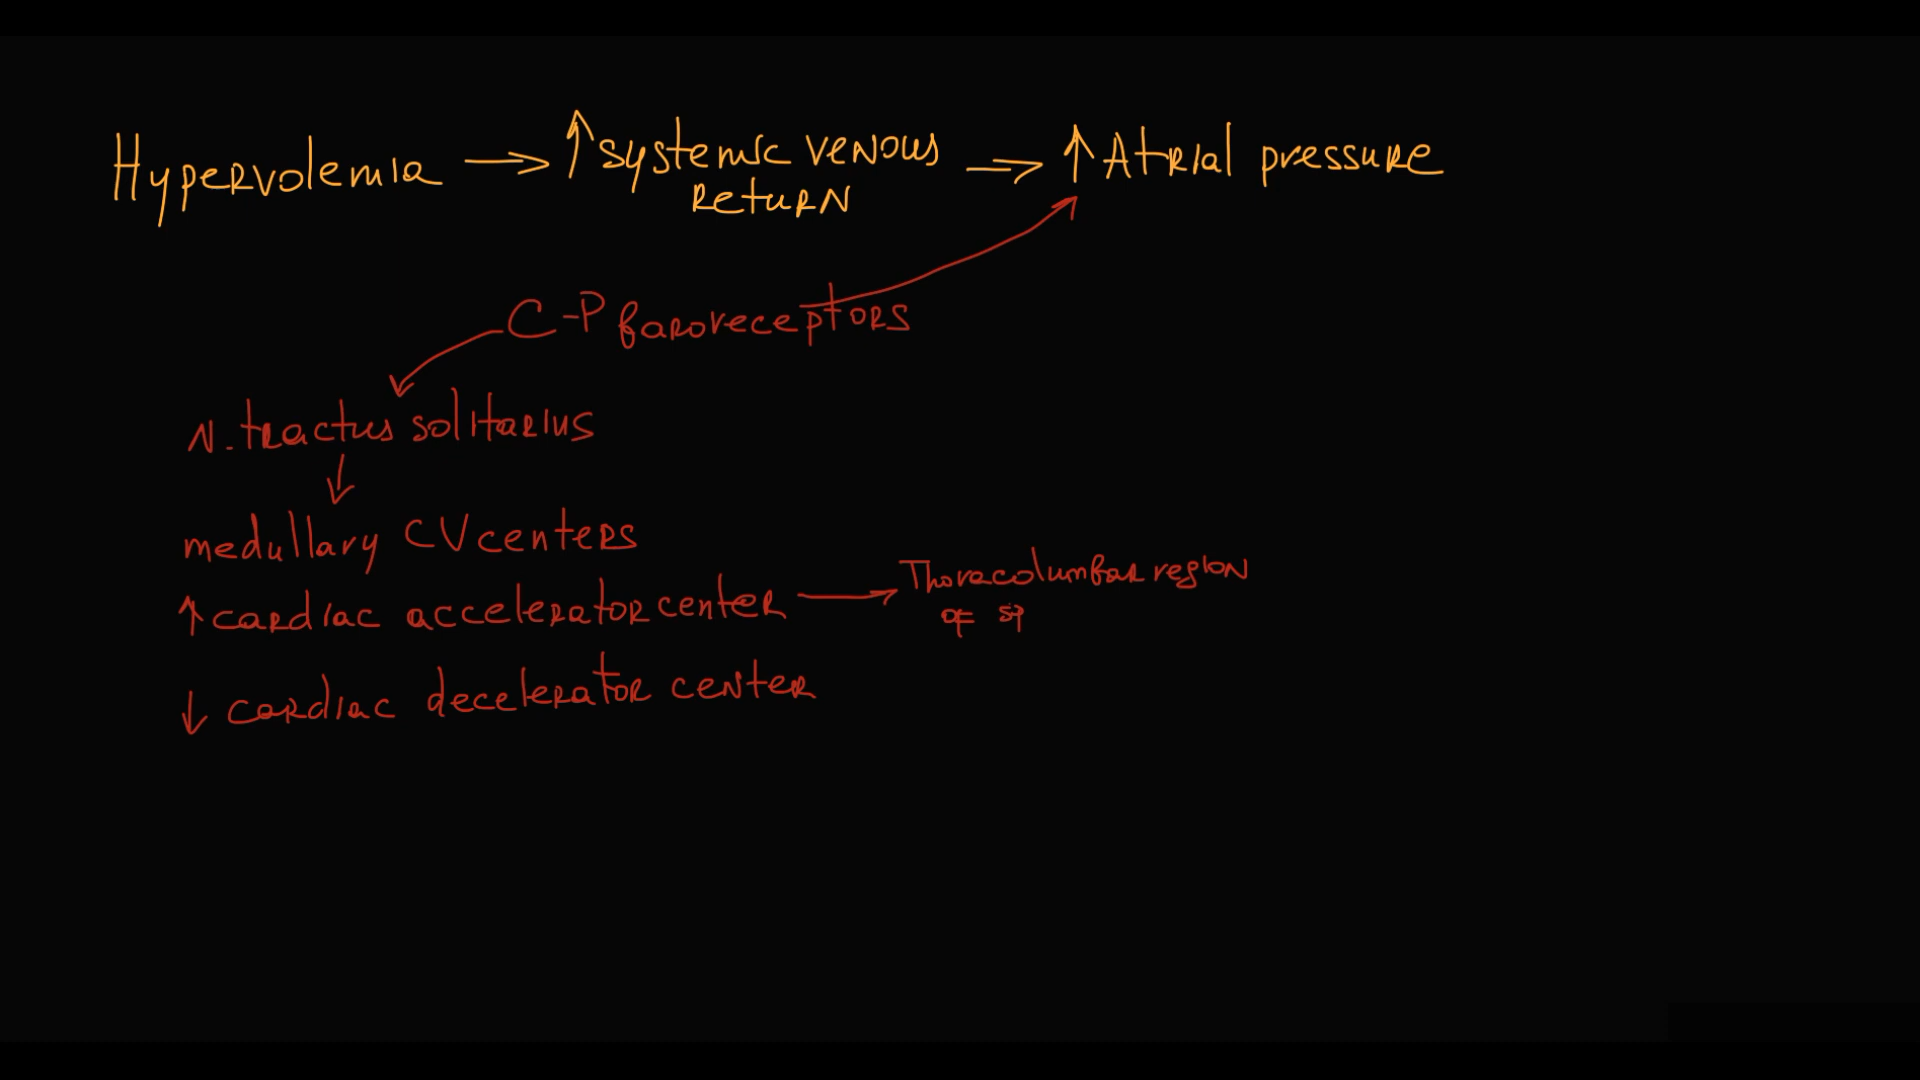 Hypervolemia → ↑ systemic venous → ↑ Atrial pressure
return
C-P baroreceptors
N. tractus solitarius
medullary CV centers
↑ cardiac accelerator center → Thoracolumbar region
of sp
↓ cardiac decelerator center